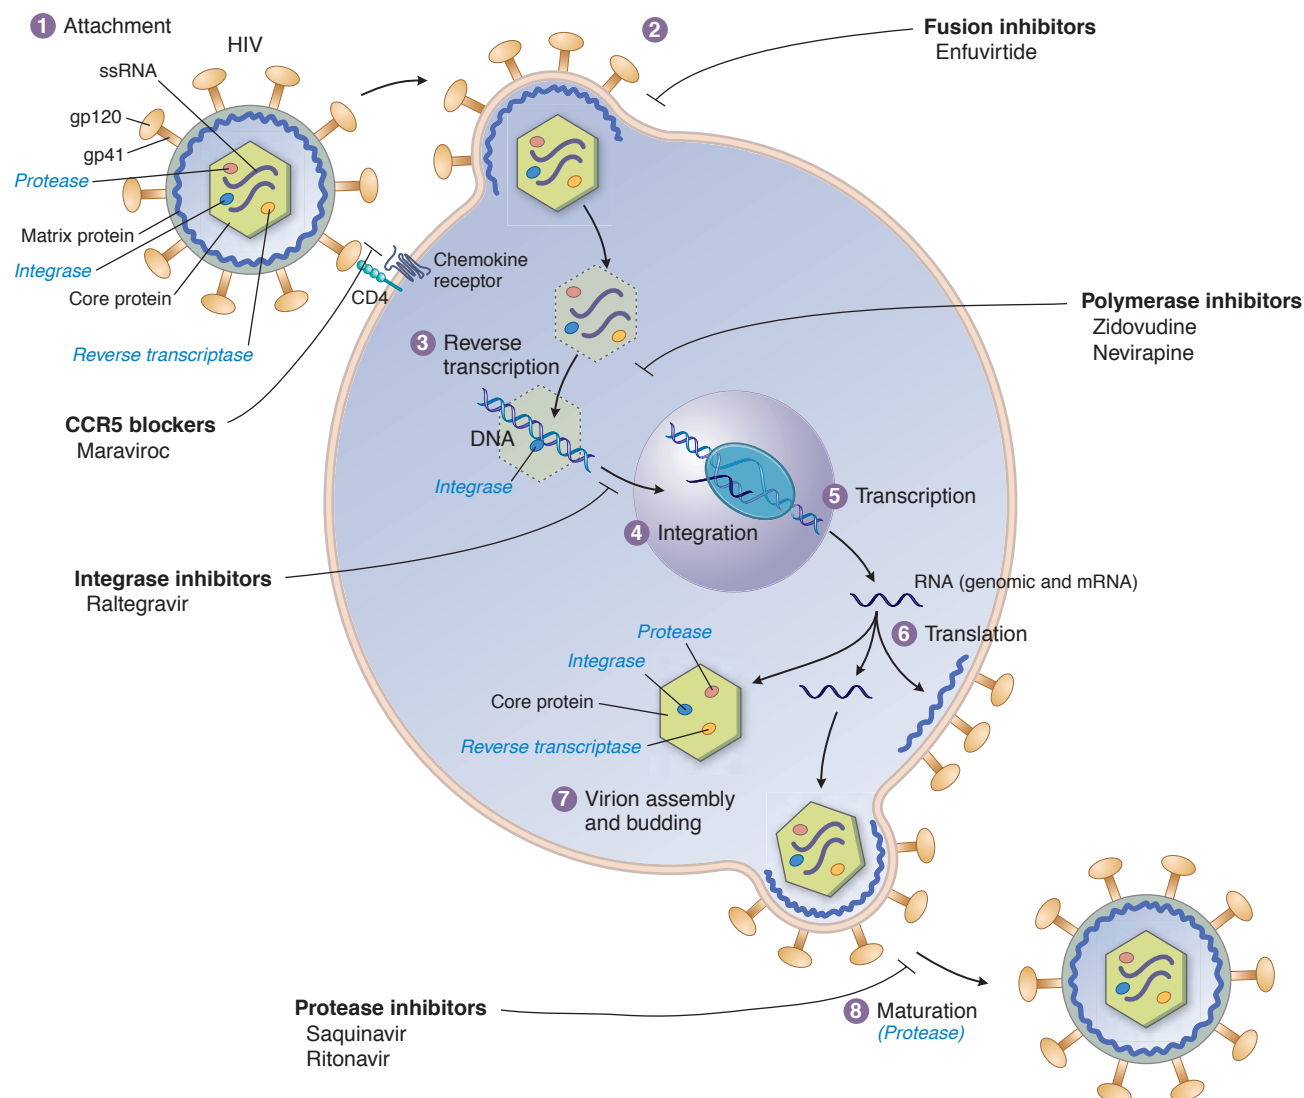 1 Attachment
HIV
ssRNA
gp120
gp41
Protease
Matrix protein
Integrase
Core protein
Reverse transcriptase
CD4
Chemokine
receptor
CCR5 blockers
Maraviroc
2
Fusion inhibitors
Enfuvirtide
3 Reverse
transcription
Polymerase inhibitors
Zidovudine
Nevirapine
DNA
Integrase
4 Integration
5 Transcription
Integrase inhibitors
Raltegravir
RNA (genomic and mRNA)
6 Translation
Protease
Integrase
Core protein
Reverse transcriptase
7 Virion assembly
and budding
Protease inhibitors
Saquinavir
Ritonavir
8 Maturation
(Protease)